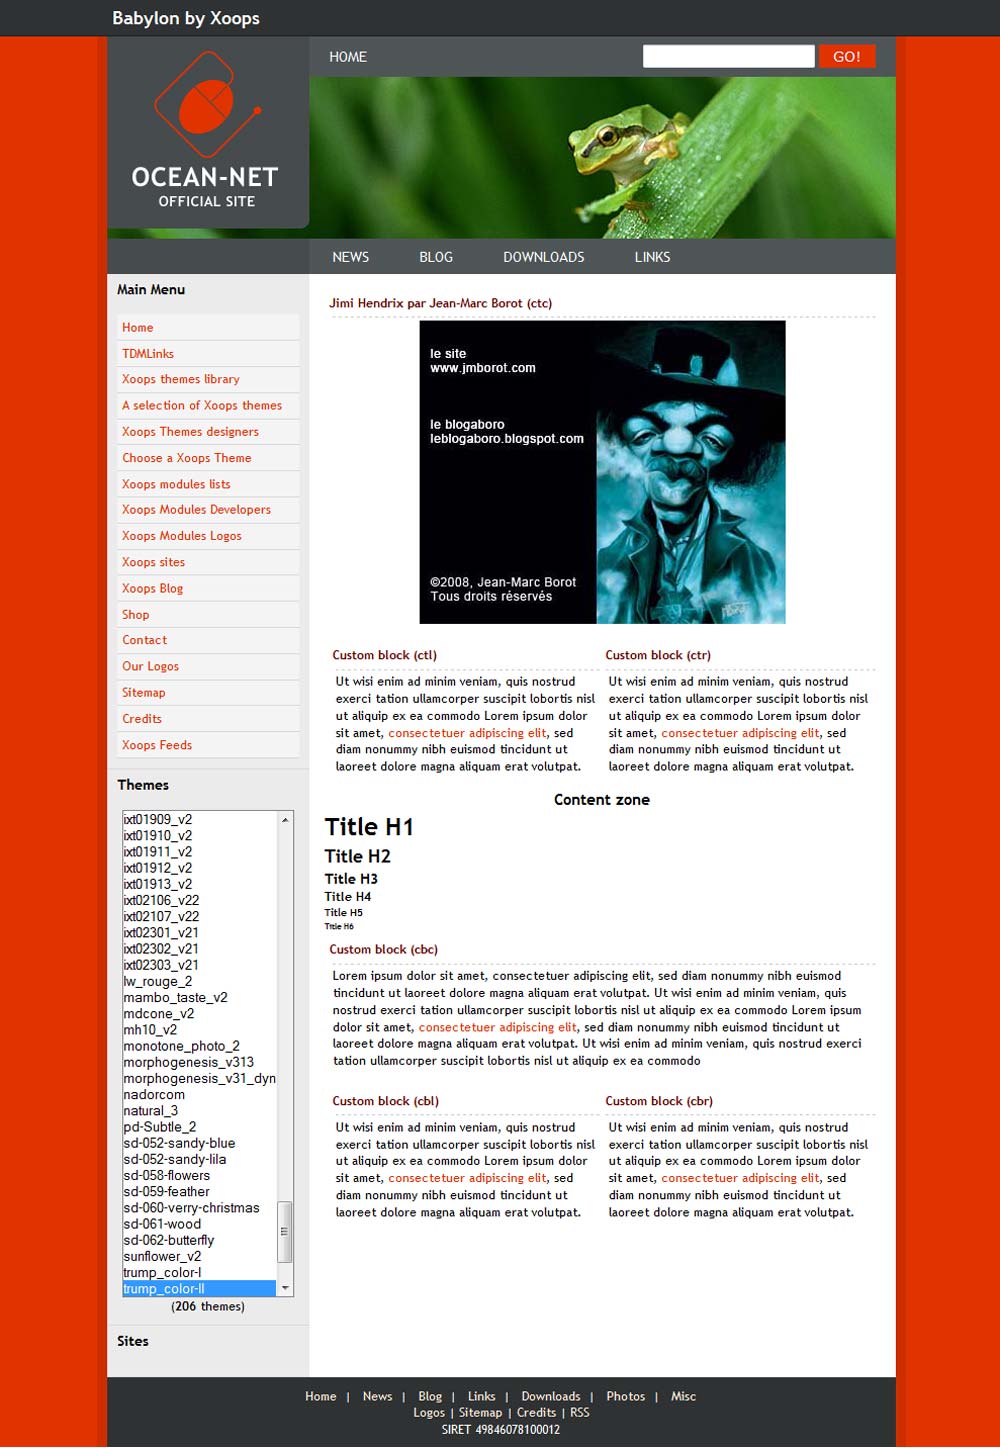 Babylon by Xoops
HOME
GO!
OCEAN-NET
OFFICIAL SITE
NEWS BLOG DOWNLOADS LINKS
Main Menu
Home
TDMLinks
Xoops themes library
A selection of Xoops themes
Xoops Themes designers
Choose a Xoops Theme
Xoops modules lists
Xoops Modules Developers
Xoops Modules Logos
Xoops sites
Xoops Blog
Shop
Contact
Our Logos
Sitemap
Credits
Xoops Feeds
Themes
ixt01909_v2
ixt01910_v2
ixt01911_v2
ixt01912_v2
ixt01913_v2
ixt02106_v22
ixt02107_v22
ixt02301_v21
ixt02302_v21
ixt02303_v21
lw_rouge_2
mambo_taste_v2
mdcone_v2
mh10_v2
monotone_photo_2
morphogenesis_v313
morphogenesis_v31_dyn
nadorcom
natural_3
pd-Subtle_2
sd-052-sandy-blue
sd-052-sandy-lila
sd-058-flowers
sd-059-feather
sd-060-verry-christmas
sd-061-wood
sd-062-butterfly
sunflower_v2
trump_color-I
trump_color-II
(206 themes)
Sites
Jimi Hendrix par Jean-Marc Borot (ctc)
le site
www.jmborot.com
le blogaboro
leblogaboro.blogspot.com
©2008, Jean-Marc Borot
Tous droits réservés
Custom block (ctl)
Ut wisi enim ad minim veniam, quis nostrud
exerci tation ullamcorper suscipit lobortis nisl
ut aliquip ex ea commodo Lorem ipsum dolor
sit amet, consectetuer adipiscing elit, sed
diam nonummy nibh euismod tincidunt ut
laoreet dolore magna aliquam erat volutpat.
Custom block (ctr)
Ut wisi enim ad minim veniam, quis nostrud
exerci tation ullamcorper suscipit lobortis nisl
ut aliquip ex ea commodo Lorem ipsum dolor
sit amet, consectetuer adipiscing elit, sed
diam nonummy nibh euismod tincidunt ut
laoreet dolore magna aliquam erat volutpat.
Content zone
Title H1
Title H2
Title H3
Title H4
Title H5
Title H6
Custom block (cbc)
Lorem ipsum dolor sit amet, consectetuer adipiscing elit, sed diam nonummy nibh euismod
tincidunt ut laoreet dolore magna aliquam erat volutpat. Ut wisi enim ad minim veniam, quis
nostrud exerci tation ullamcorper suscipit lobortis nisl ut aliquip ex ea commodo Lorem ipsum
dolor sit amet, consectetuer adipiscing elit, sed diam nonummy nibh euismod tincidunt ut
laoreet dolore magna aliquam erat volutpat. Ut wisi enim ad minim veniam, quis nostrud exerci
tation ullamcorper suscipit lobortis nisl ut aliquip ex ea commodo
Custom block (cbl)
Ut wisi enim ad minim veniam, quis nostrud
exerci tation ullamcorper suscipit lobortis nisl
ut aliquip ex ea commodo Lorem ipsum dolor
sit amet, consectetuer adipiscing elit, sed
diam nonummy nibh euismod tincidunt ut
laoreet dolore magna aliquam erat volutpat.
Custom block (cbr)
Ut wisi enim ad minim veniam, quis nostrud
exerci tation ullamcorper suscipit lobortis nisl
ut aliquip ex ea commodo Lorem ipsum dolor
sit amet, consectetuer adipiscing elit, sed
diam nonummy nibh euismod tincidunt ut
laoreet dolore magna aliquam erat volutpat.
Home | News | Blog | Links | Downloads | Photos | Misc
Logos | Sitemap | Credits | RSS
SIRET 49846078100012